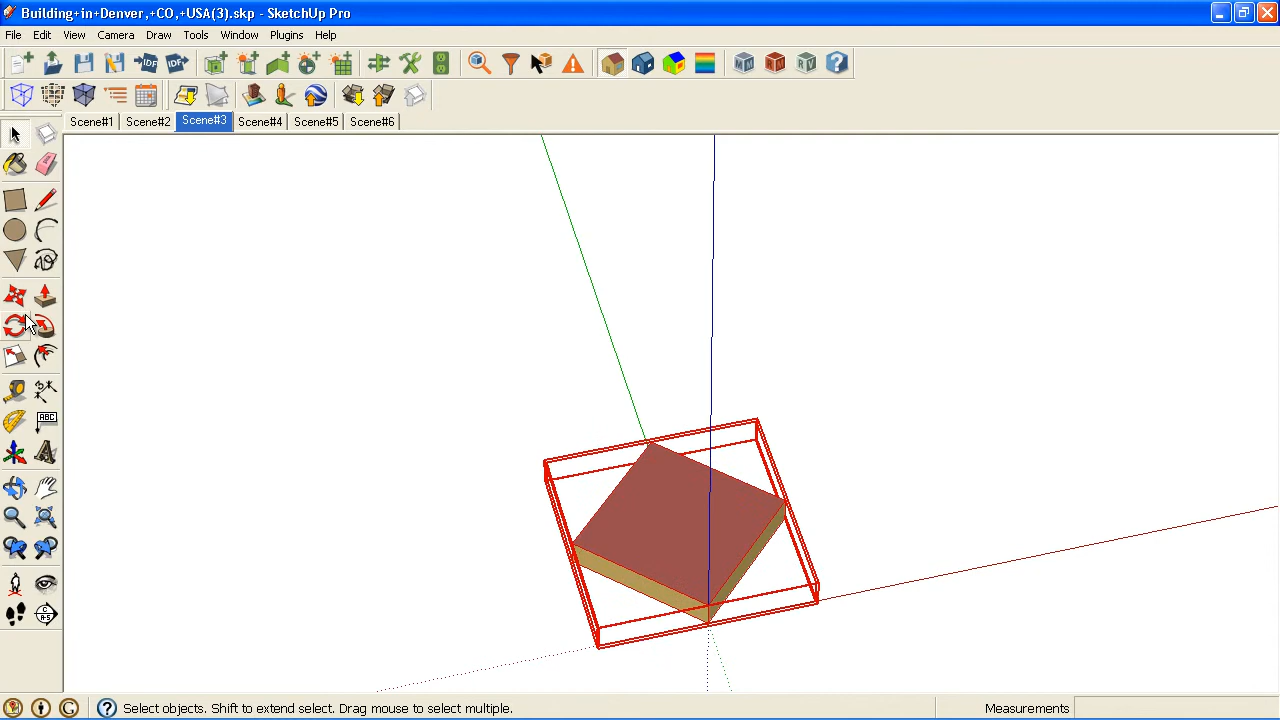 Building+in+Denver,+CO,+USA(3).skp - SketchUp Pro
File Edit View Camera Draw Tools Window Plugins Help
Scene#1 Scene#2 Scene#3 Scene#4 Scene#5 Scene#6
ABC
Select objects. Shift to extend select. Drag mouse to select multiple. Measurements